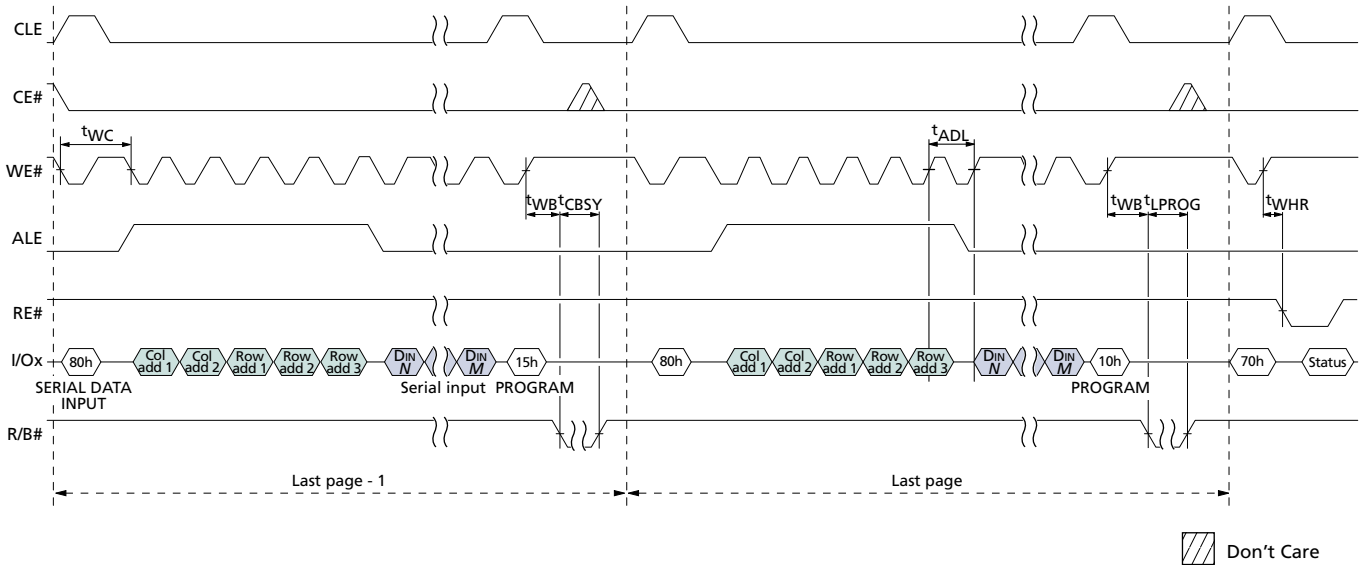 CLE
CE#
tWC
tADL
WE#
tWB tCBSY
tWB tLPROG
tWHR
ALE
RE#
I/Ox
80h
Col add 1
Col add 2
Row add 1
Row add 2
Row add 3
DIN N
DIN M
15h
80h
Col add 1
Col add 2
Row add 1
Row add 2
Row add 3
DIN N
DIN M
10h
70h
Status
SERIAL DATA INPUT
Serial input
PROGRAM
PROGRAM
R/B#
Last page - 1
Last page
Don't Care